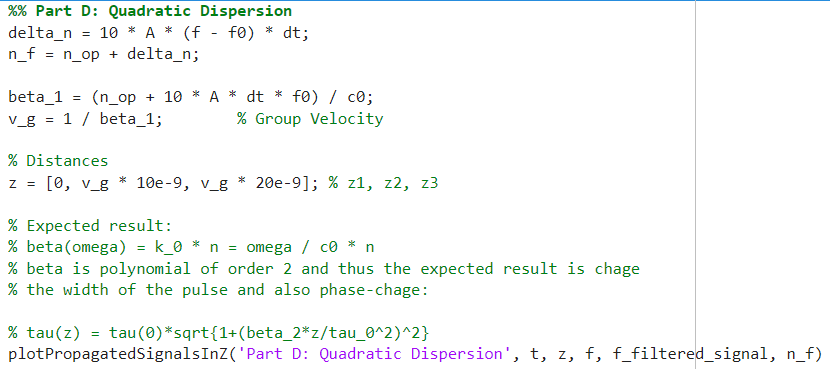 %% Part D: Quadratic Dispersion
delta_n = 10 * A * (f - f0) * dt;
n_f = n_op + delta_n;
beta_1 = (n_op + 10 * A * dt * f0) / c0;
v_g = 1 / beta_1;        % Group Velocity
% Distances
z = [0, v_g * 10e-9, v_g * 20e-9]; % z1, z2, z3
% Expected result:
% beta(omega) = k_0 * n = omega / c0 * n
% beta is polynomial of order 2 and thus the expected result is chage
% the width of the pulse and also phase-chage:
% tau(z) = tau(0)*sqrt{1+(beta_2*z/tau_0^2)^2}
plotPropagatedSignalsInZ('Part D: Quadratic Dispersion', t, z, f, f_filtered_signal, n_f)